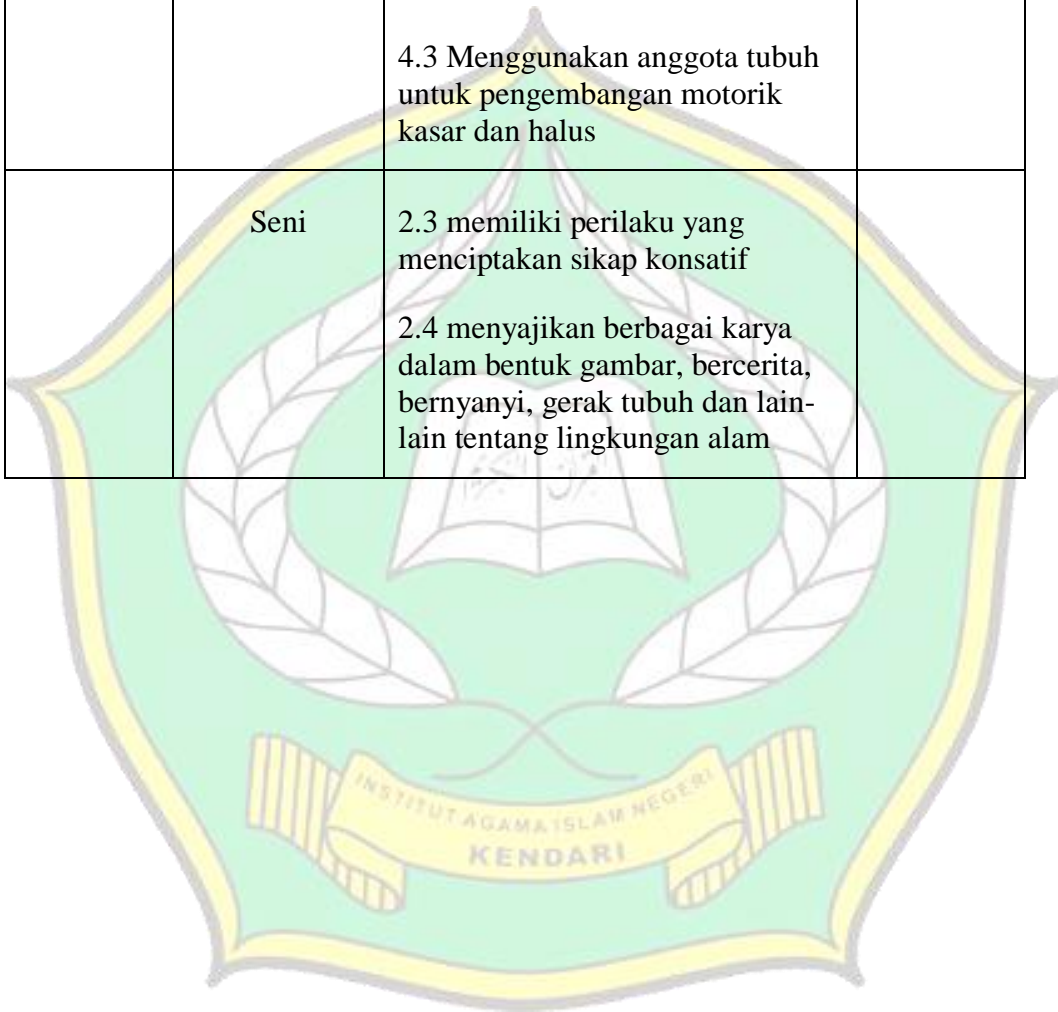 4.3 Menggunakan anggota tubuh
untuk pengembangan motorik
kasar dan halus
Seni
2.3 memiliki perilaku yang
menciptakan sikap konsatif
2.4 menyajikan berbagai karya
dalam bentuk gambar, bercerita,
bernyanyi, gerak tubuh dan lain-
lain tentang lingkungan alam
INSTITUT AGAMA ISLAM NEGERI
KENDARI